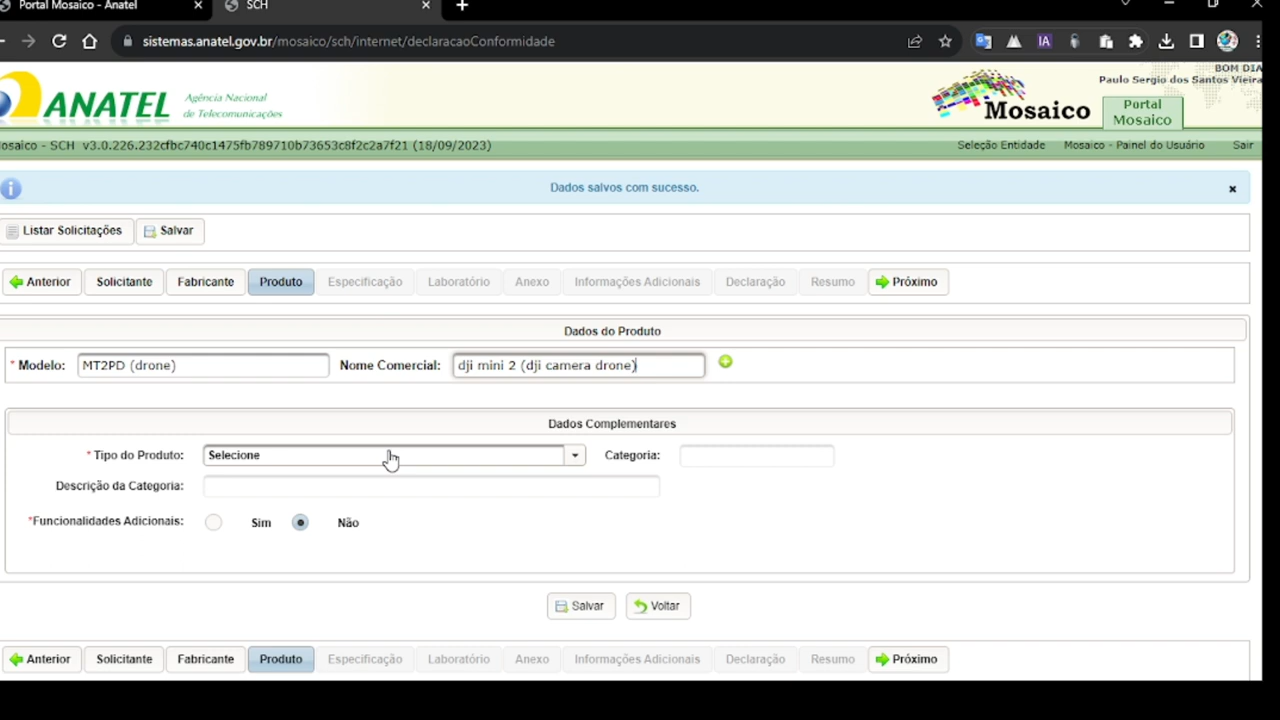 Portal Mosaico - Anatel
SCH
sistemas.anatel.gov.br/mosaico/sch/internet/declaracaoConformidade
IA
BOM DIA
Paulo Sergio dos Santos Vieira
ANATEL
Agência Nacional
de Telecomunicações
Mosaico
Portal
Mosaico
osaico - SCH v3.0.226.232cfbc740c1475fb789710b73653c8f2c2a7f21 (18/09/2023)
Seleção Entidade Mosaico - Painel do Usuário Sair
Dados salvos com sucesso.
Listar Solicitações Salvar
Anterior Solicitante Fabricante Produto Especificação Laboratório Anexo Informações Adicionais Declaração Resumo Próximo
Dados do Produto
* Modelo: MT2PD (drone) Nome Comercial: dji mini 2 (dji camera drone)
Dados Complementares
* Tipo do Produto: Selecione Categoria:
Descrição da Categoria:
*Funcionalidades Adicionais: Sim Não
Salvar Voltar
Anterior Solicitante Fabricante Produto Especificação Laboratório Anexo Informações Adicionais Declaração Resumo Próximo